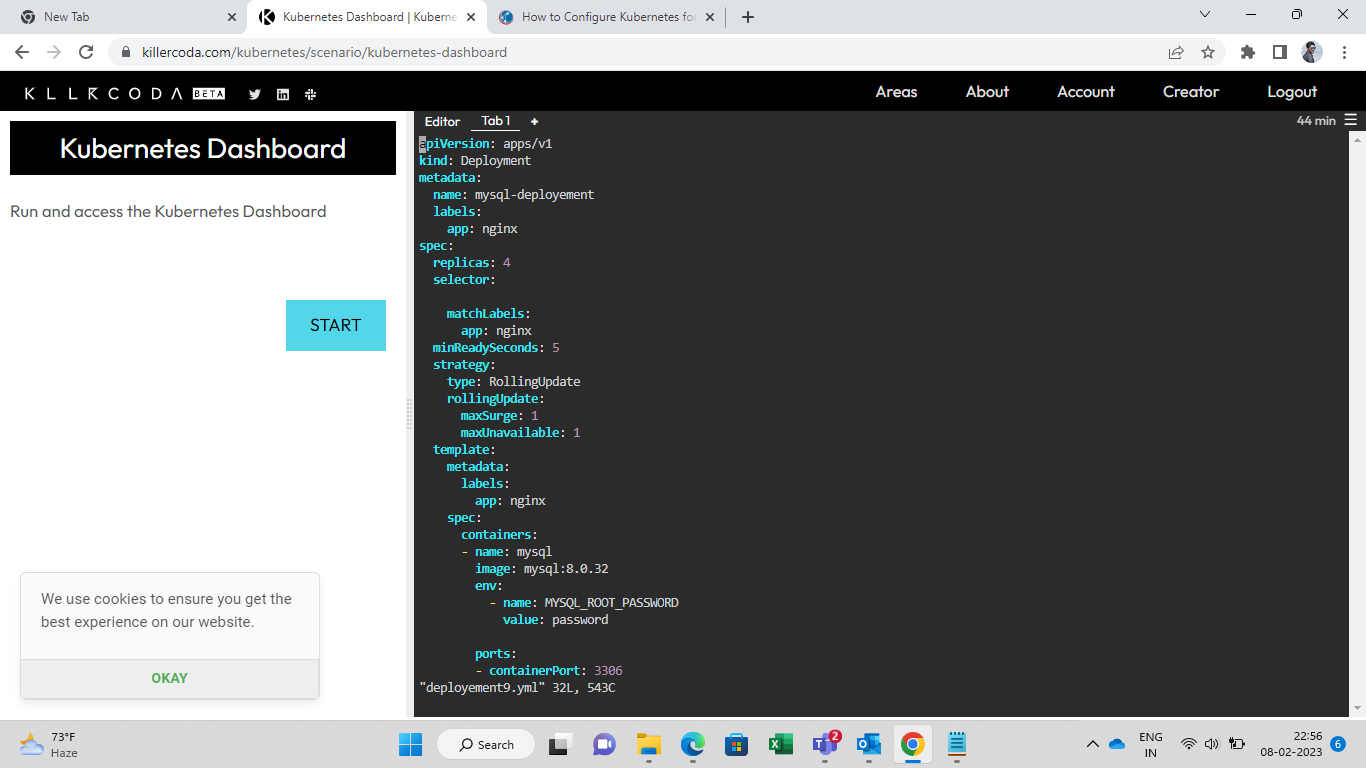 New Tab
Kubernetes Dashboard | Kuberne
How to Configure Kubernetes for
killercoda.com/kubernetes/scenario/kubernetes-dashboard
KLLRCODA BETA
Areas About Account Creator Logout
Kubernetes Dashboard
Run and access the Kubernetes Dashboard
START
We use cookies to ensure you get the
best experience on our website.
OKAY
Editor Tab 1 +
44 min
apiVersion: apps/v1
kind: Deployment
metadata:
  name: mysql-deployement
  labels:
    app: nginx
spec:
  replicas: 4
  selector:
    matchLabels:
      app: nginx
  minReadySeconds: 5
  strategy:
    type: RollingUpdate
    rollingUpdate:
      maxSurge: 1
      maxUnavailable: 1
  template:
    metadata:
      labels:
        app: nginx
    spec:
      containers:
      - name: mysql
        image: mysql:8.0.32
        env:
          - name: MYSQL_ROOT_PASSWORD
            value: password
        ports:
        - containerPort: 3306
"deployement9.yml" 32L, 543C
73°F
Haze
Search
2
ENG
IN
22:56
08-02-2023
6